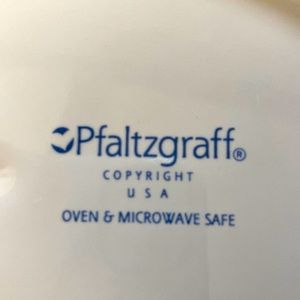 Pfaltzgraff®
COPYRIGHT
USA
OVEN & MICROWAVE SAFE